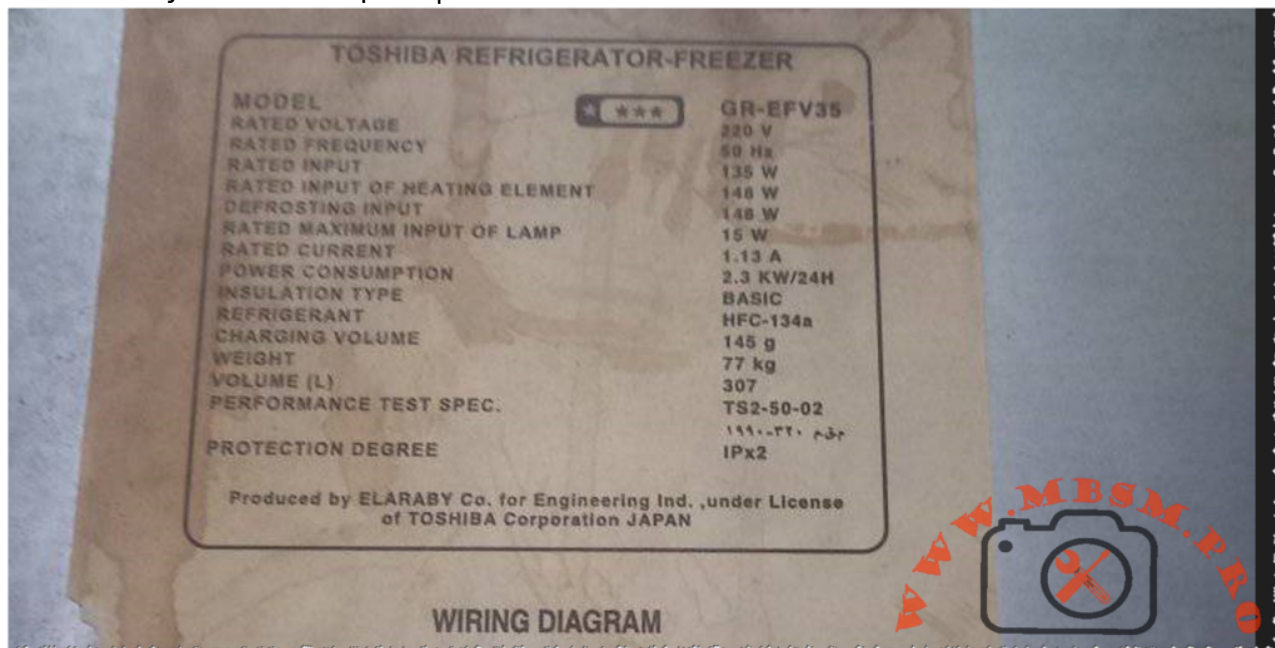 TOSHIBA REFRIGERATOR-FREEZER
MODEL GR-EFV35
RATED VOLTAGE 220 V
RATED FREQUENCY 50 Hz
RATED INPUT 135 W
RATED INPUT OF HEATING ELEMENT 148 W
DEFROSTING INPUT 148 W
RATED MAXIMUM INPUT OF LAMP 15 W
RATED CURRENT 1.13 A
POWER CONSUMPTION 2.3 KW/24H
INSULATION TYPE BASIC
REFRIGERANT HFC-134a
CHARGING VOLUME 145 g
WEIGHT 77 kg
VOLUME (L) 307
PERFORMANCE TEST SPEC. TS2-50-02
م.ق.م ٣٢٠-١٩٩٠
PROTECTION DEGREE IPx2
Produced by ELARABY Co. for Engineering Ind. ,under License
of TOSHIBA Corporation JAPAN
WIRING DIAGRAM
WWW.MBSM.PRO